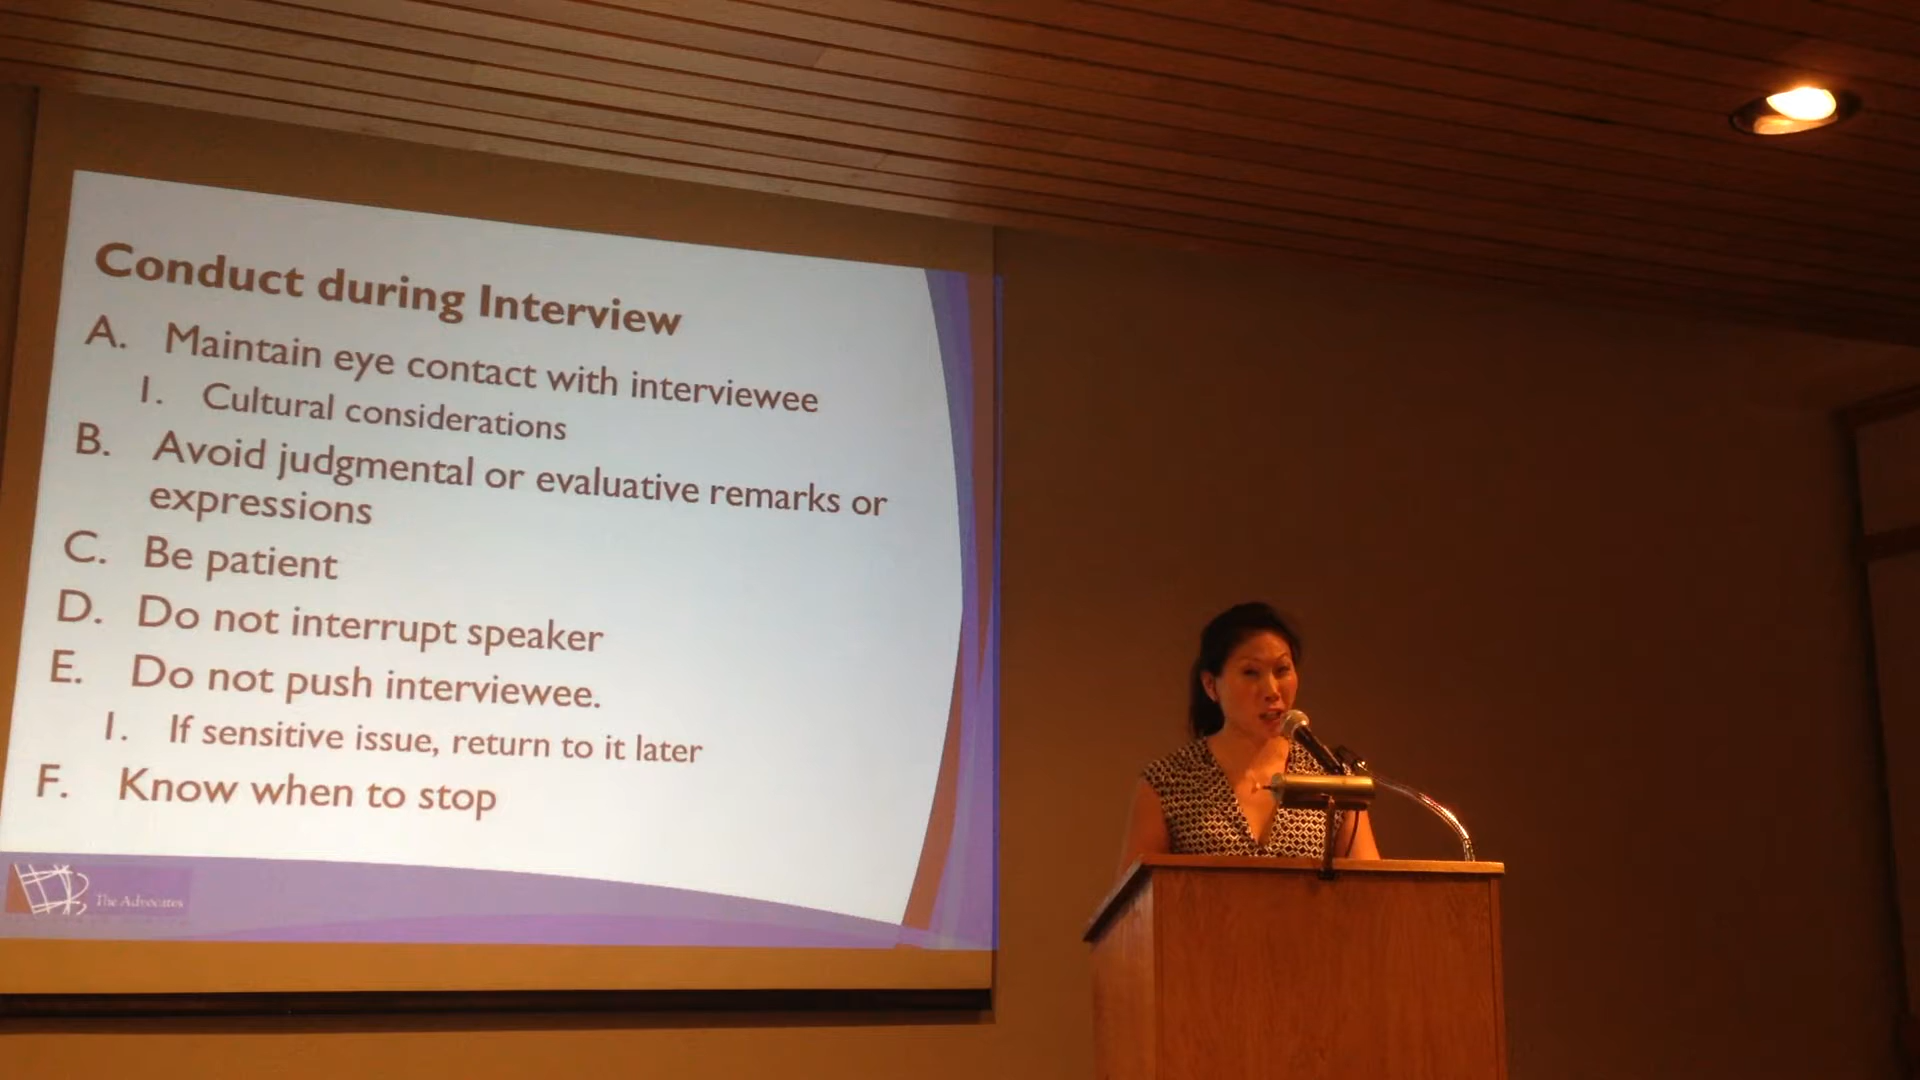 Conduct during Interview
A. Maintain eye contact with interviewee
1. Cultural considerations
B. Avoid judgmental or evaluative remarks or
expressions
C. Be patient
D. Do not interrupt speaker
E. Do not push interviewee.
1. If sensitive issue, return to it later
F. Know when to stop
The Advocates